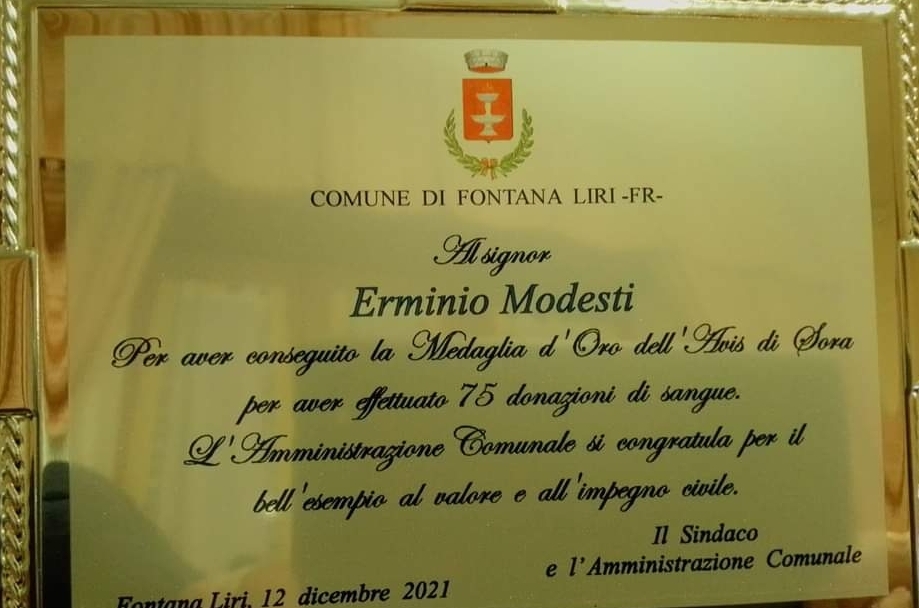 COMUNE DI FONTANA LIRI -FR-
Al signor
Erminio Modesti
Per aver conseguito la Medaglia d'Oro dell'Avis di Sora
per aver effettuato 75 donazioni di sangue.
L'Amministrazione Comunale si congratula per il
bell'esempio al valore e all'impegno civile.
Il Sindaco
e l'Amministrazione Comunale
Fontana Liri, 12 dicembre 2021